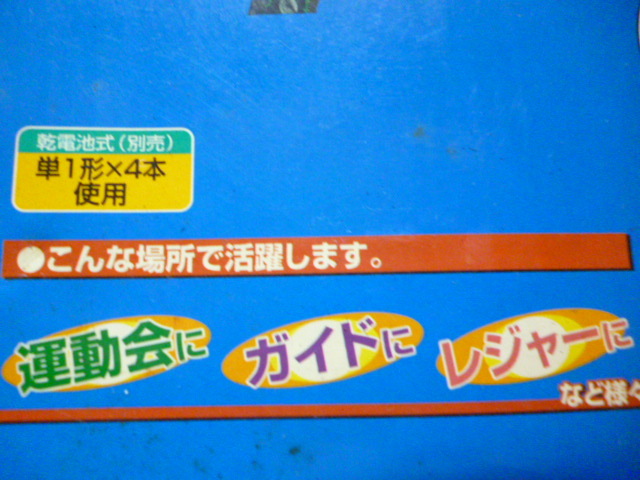 乾電池式(別売)
単1形×4本
使用
●こんな場所で活躍します。
運動会に
ガイドに
レジャーに
など様々